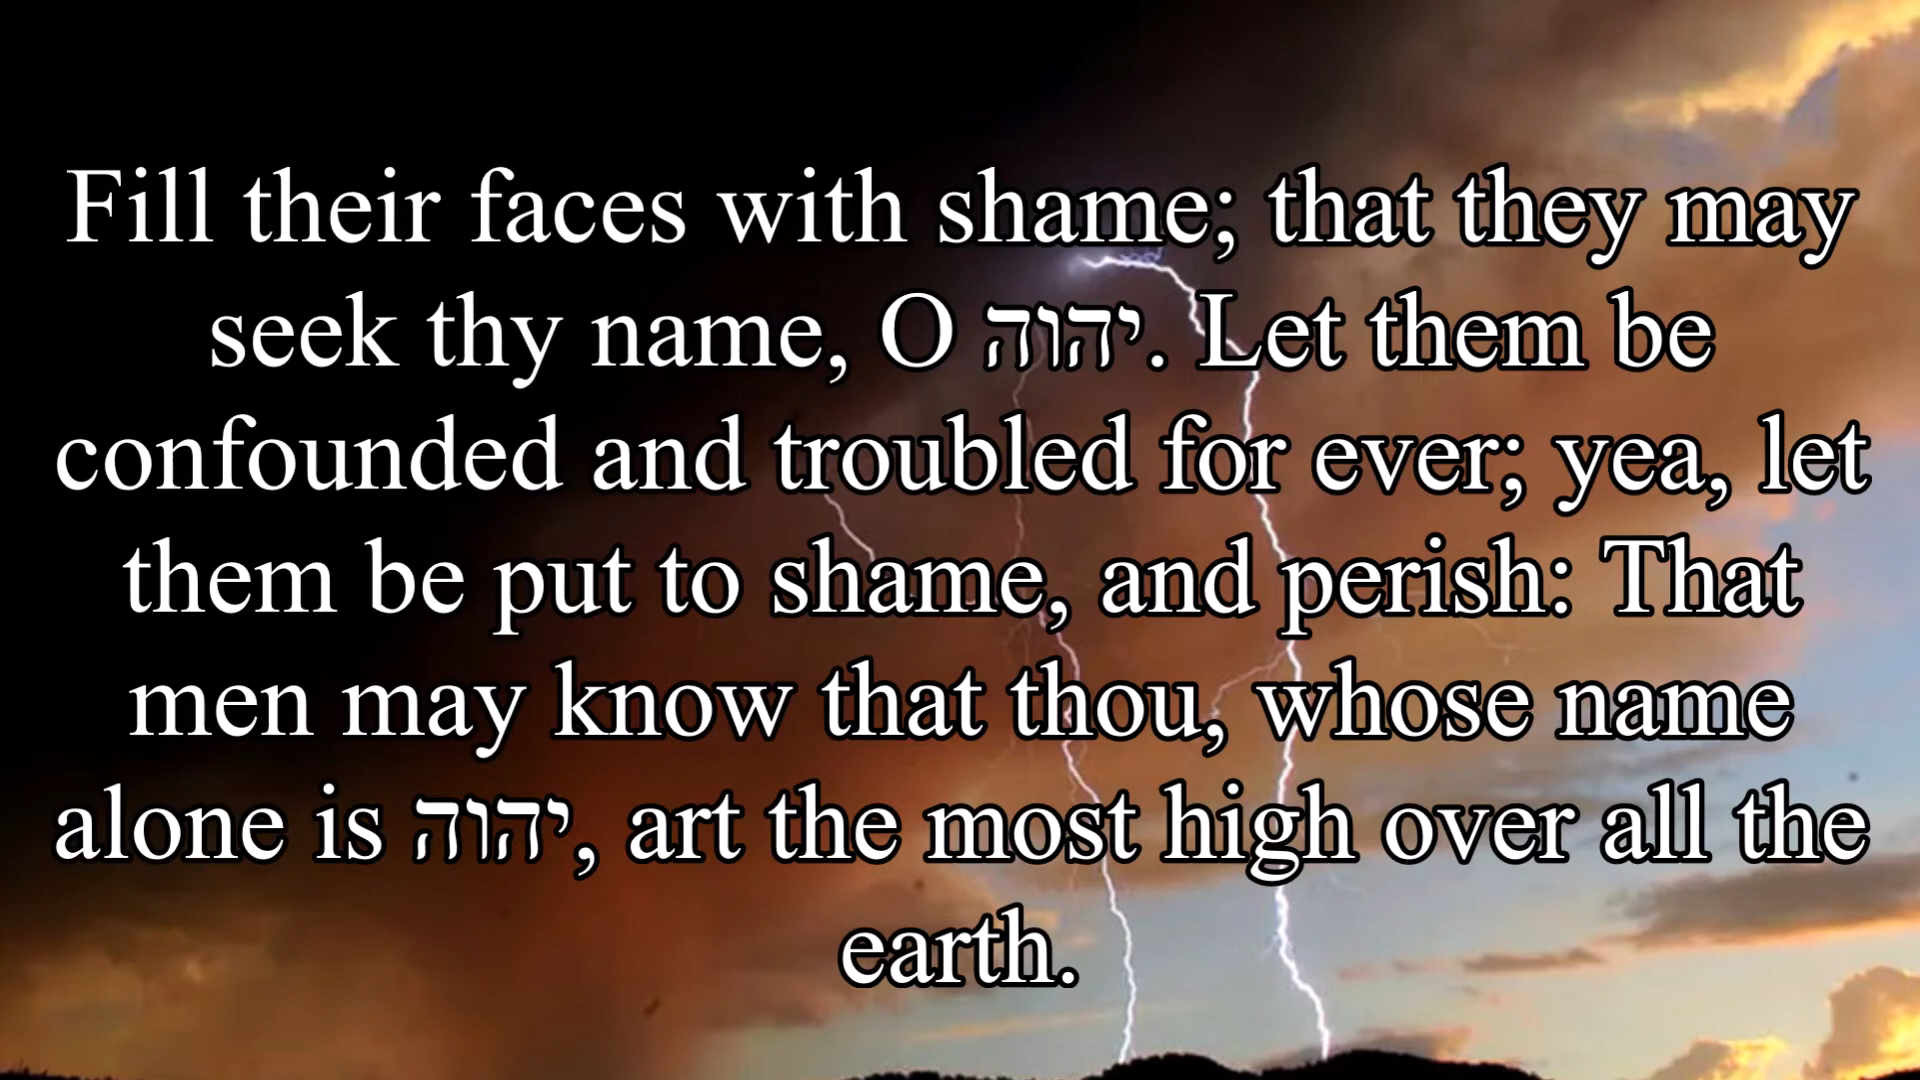 Fill their faces with shame; that they may
seek thy name, O יהוה. Let them be
confounded and troubled for ever; yea, let
them be put to shame, and perish: That
men may know that thou, whose name
alone is יהוה, art the most high over all the
earth.